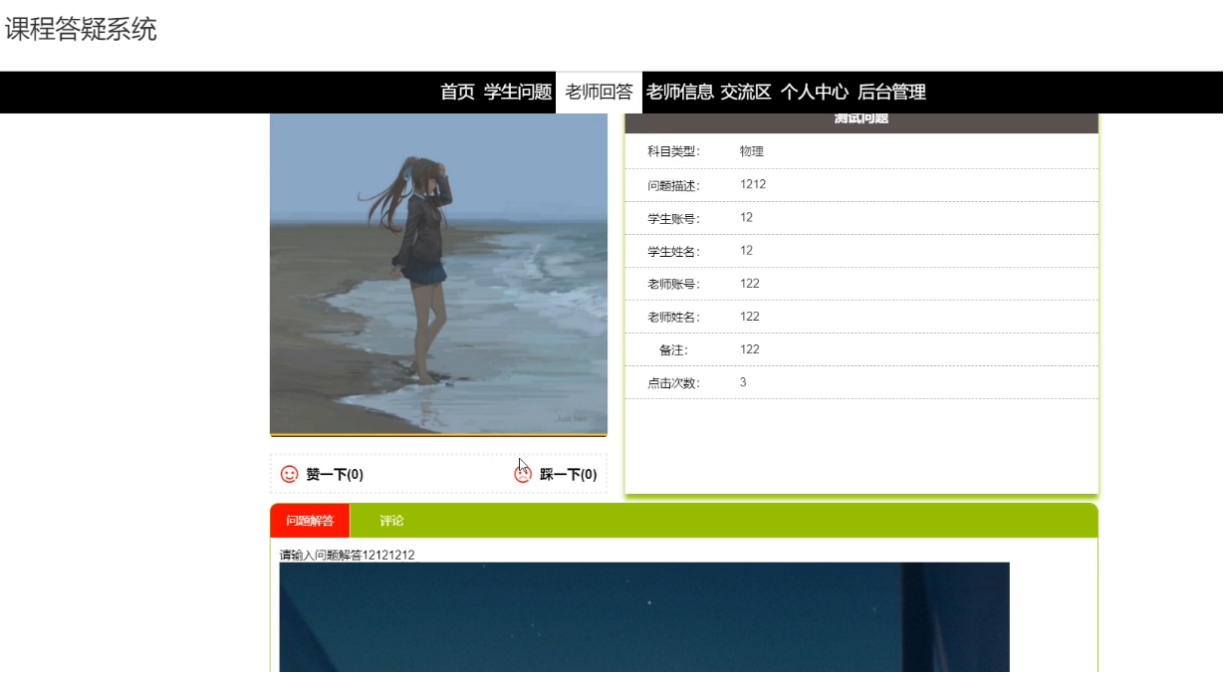 课程答疑系统
首页 学生问题 老师回答 老师信息 交流区 个人中心 后台管理
测试问题
科目类型： 物理
问题描述： 1212
学生账号： 12
学生姓名： 12
老师账号： 122
老师姓名： 122
备注： 122
点击次数： 3
赞一下(0) 踩一下(0)
问题解答 评论
请输入问题解答12121212